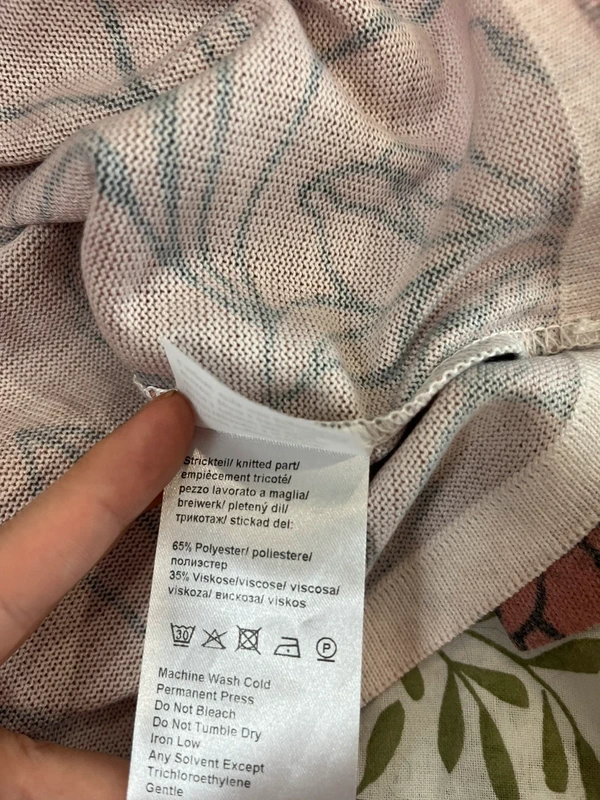 Strickteil/ knitted part/
empiècement tricoté/
pezzo lavorato a maglia/
breiwerk/ pletený díl/
трикотаж/ stickad del:
65% Polyester/ poliestere/
полиэстер
35% Viskose/viscose/ viscosa/
viskoza/ вискоза/ viskos
30 P
Machine Wash Cold
Permanent Press
Do Not Bleach
Do Not Tumble Dry
Iron Low
Any Solvent Except
Trichloroethylene
Gentle